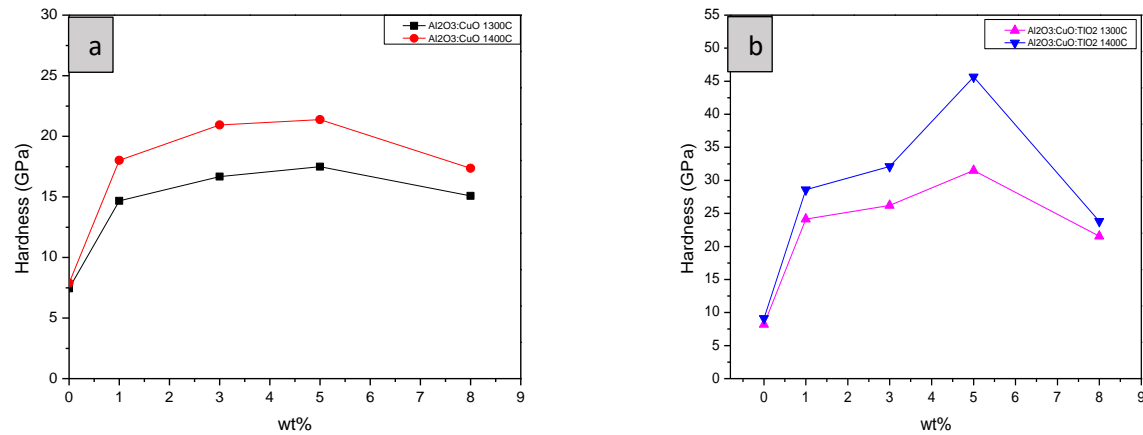 a
Al2O3:CuO 1300C
Al2O3:CuO 1400C
Hardness (GPa)
30
25
20
15
10
5
0
0 1 2 3 4 5 6 7 8 9
wt%
b
Al2O3:CuO:TIO2 1300C
Al2O3:CuO:TIO2 1400C
Hardness (GPa)
55
50
45
40
35
30
25
20
15
10
5
0
0 1 2 3 4 5 6 7 8 9
wt%